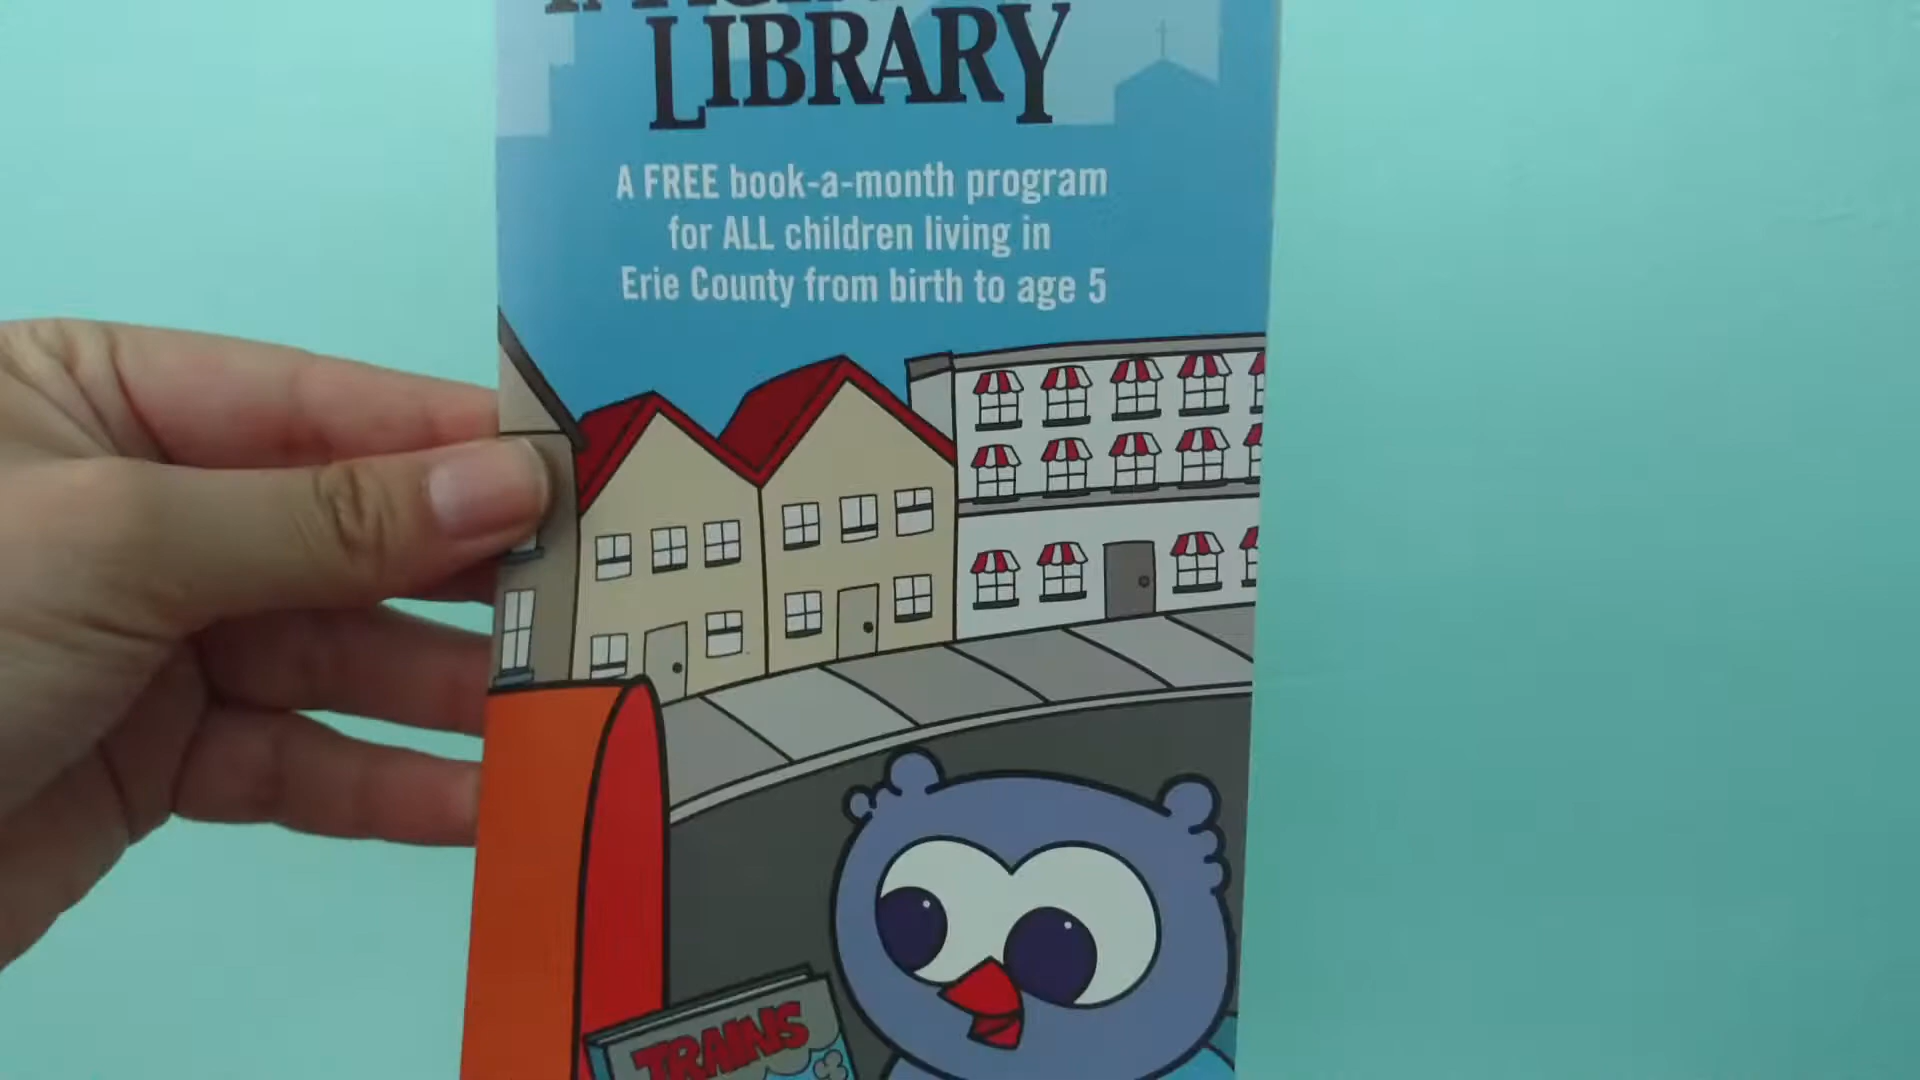 LIBRARY
A FREE book-a-month program
for ALL children living in
Erie County from birth to age 5
TRAINS